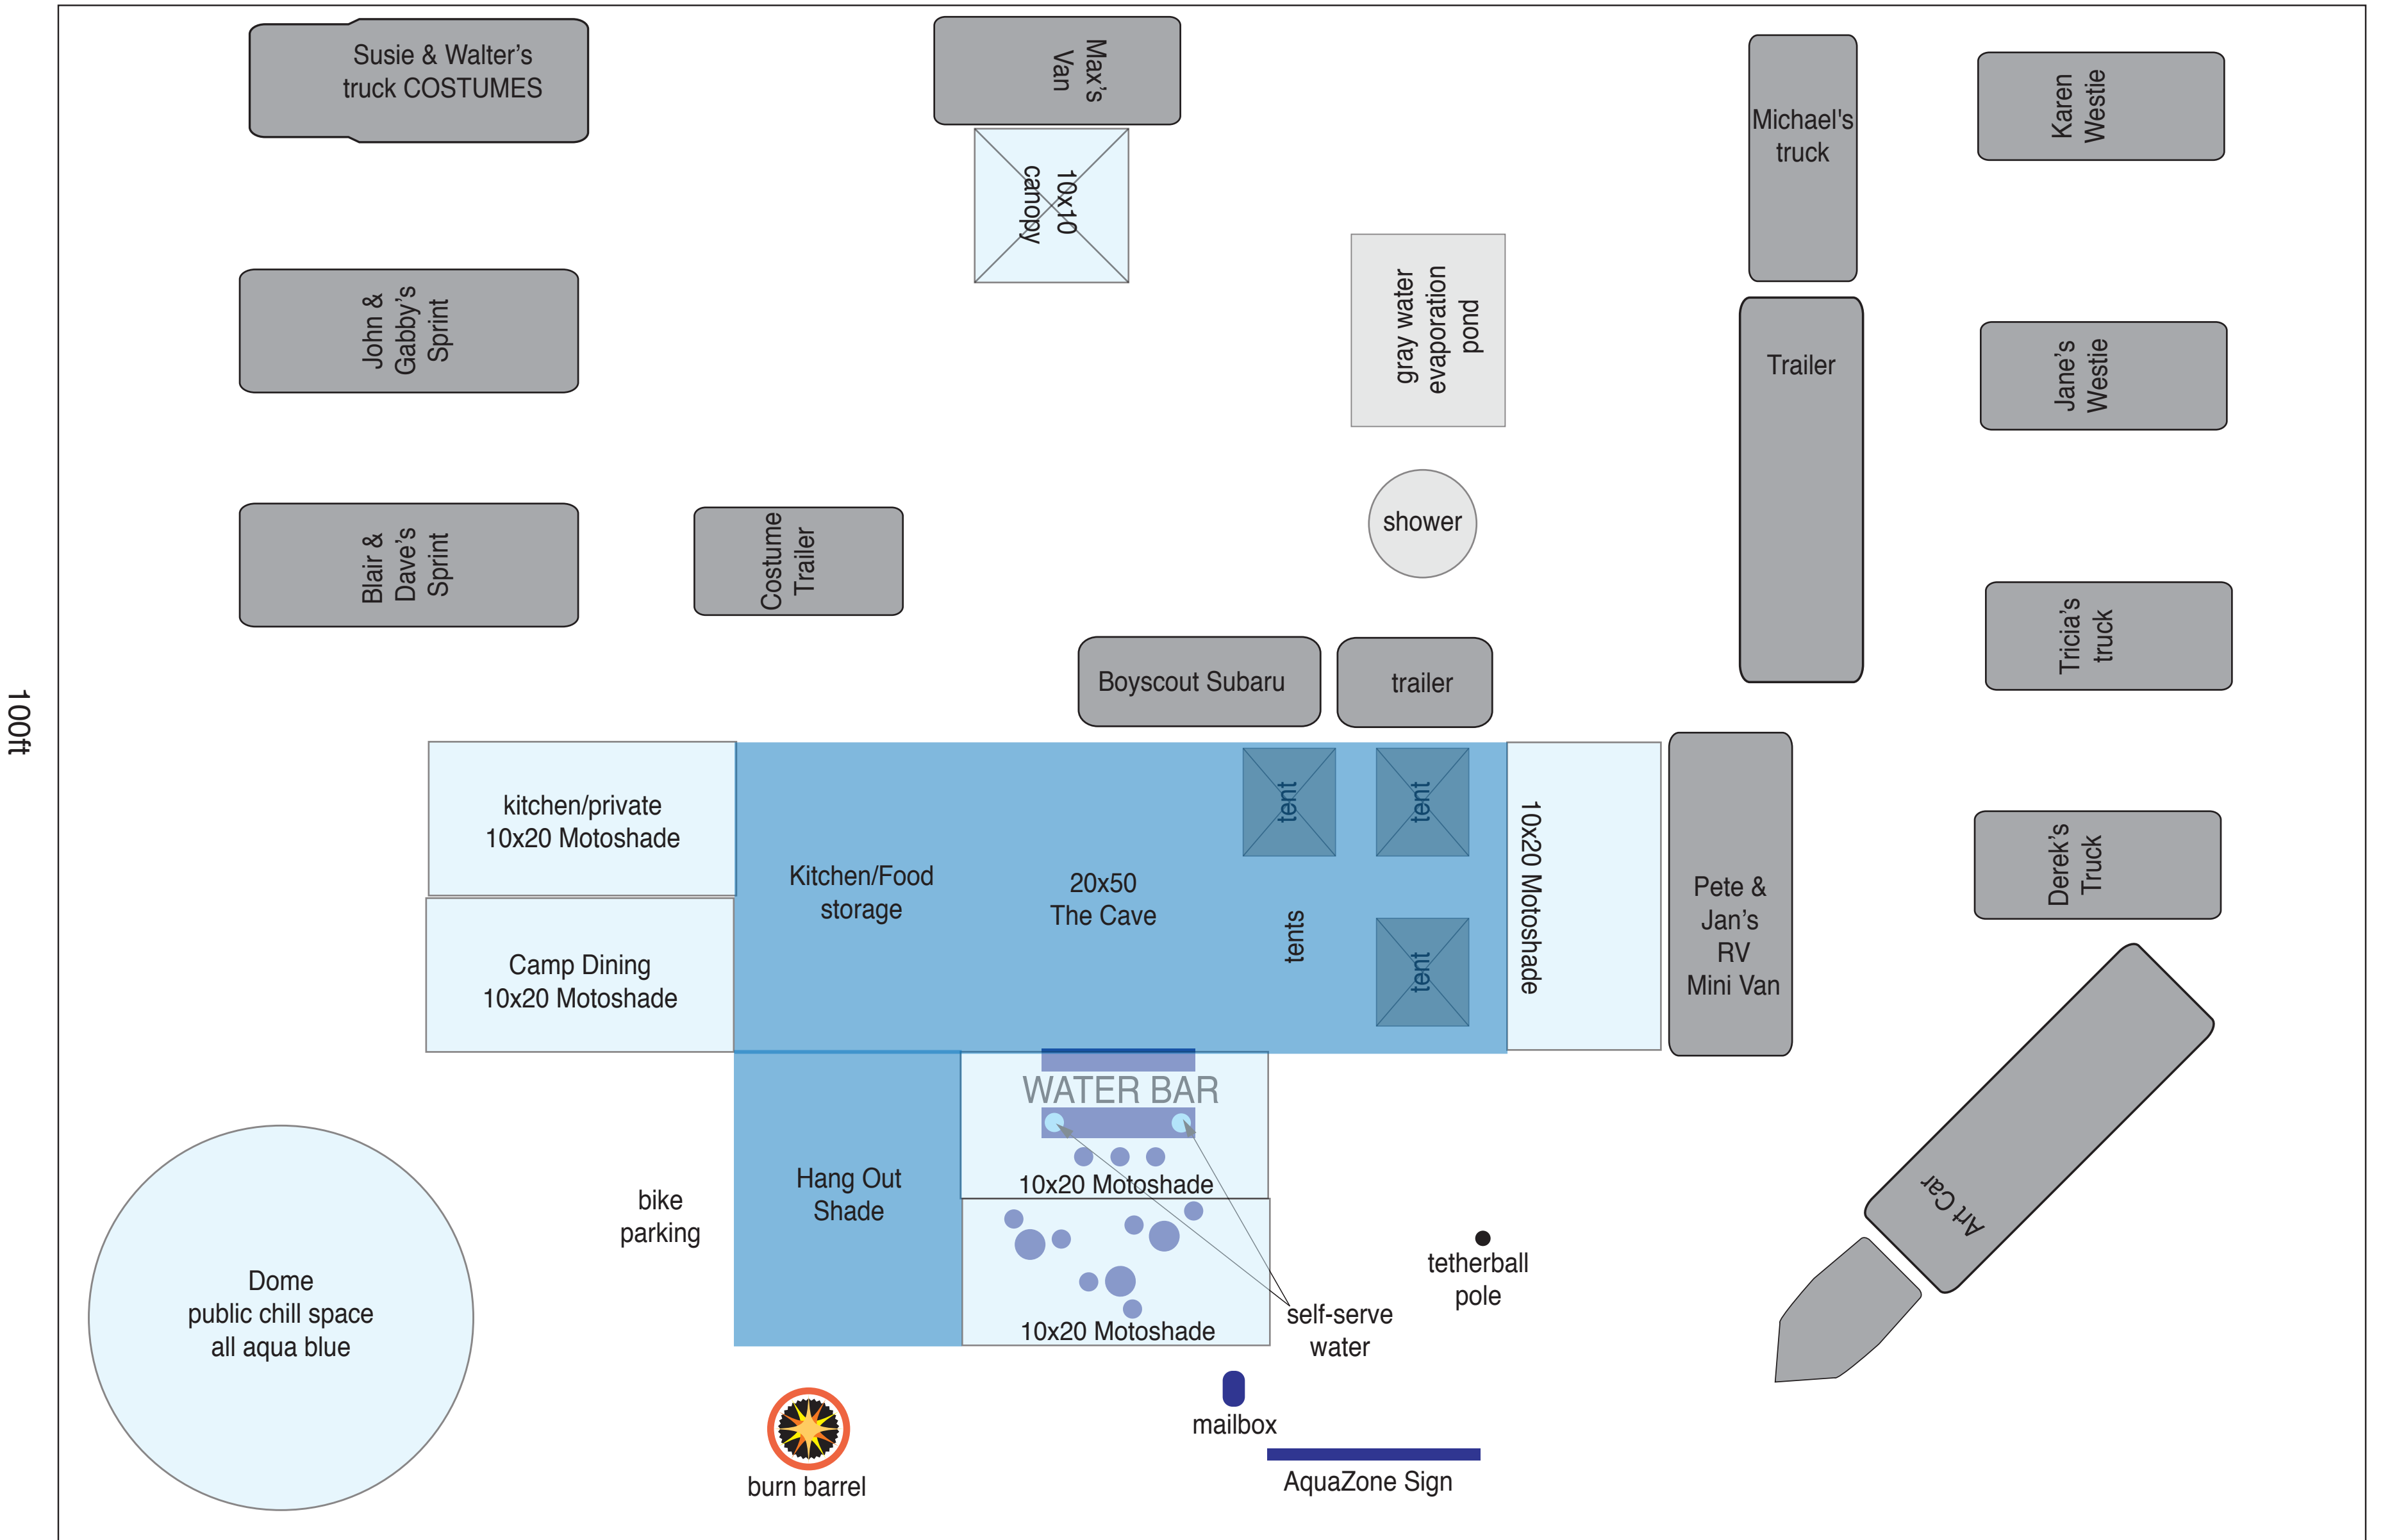 Susie & Walter's
truck COSTUMES
Max's
Van
10x10
canopy
Michael's
truck
Karen
Westie
John &
Gabby's
Sprint
gray water
evaporation
pond
Trailer
Jane's
Westie
Blair &
Dave's
Sprint
Costume
Trailer
shower
Tricia's
truck
Boyscout Subaru
trailer
100ft
kitchen/private
10x20 Motoshade
Kitchen/Food
storage
20x50
The Cave
tent
tent
tents
tent
10x20 Motoshade
Pete &
Jan's
RV
Mini Van
Derek's
Truck
Camp Dining
10x20 Motoshade
WATER BAR
10x20 Motoshade
Hang Out
Shade
bike
parking
Art Car
tetherball
pole
Dome
public chill space
all aqua blue
self-serve
water
10x20 Motoshade
mailbox
burn barrel
AquaZone Sign